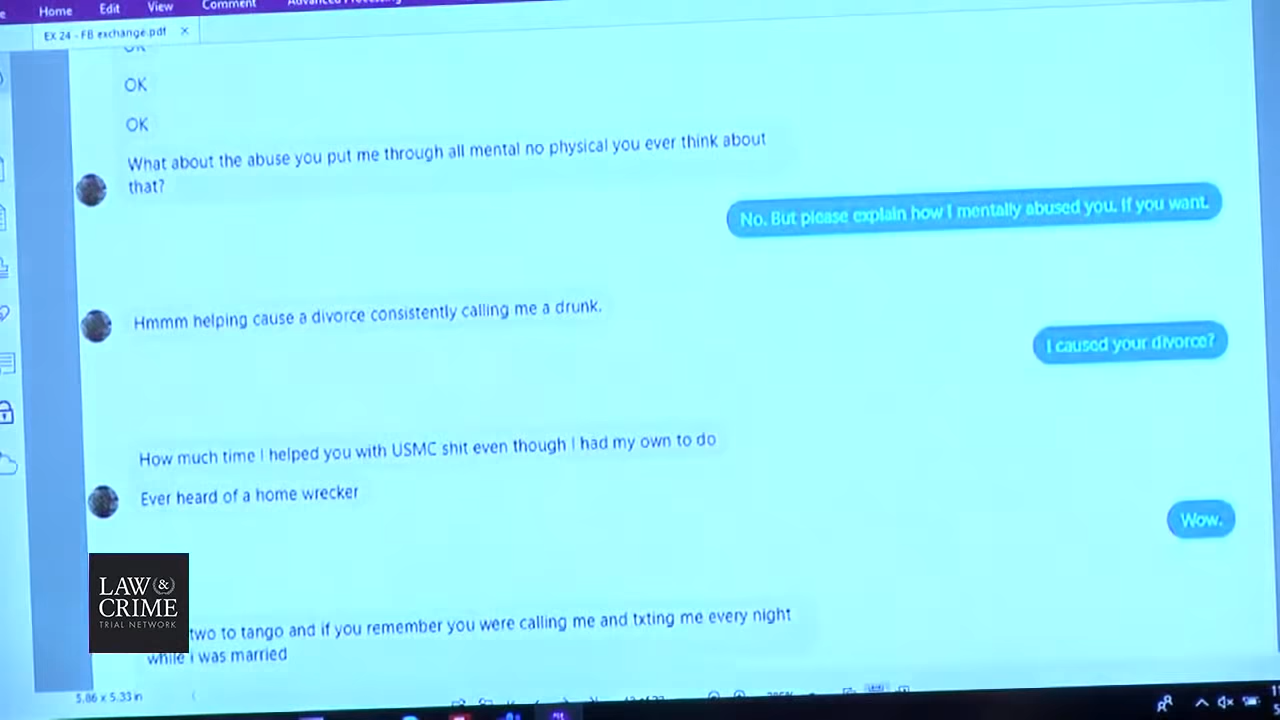 Home Edit View Comment
EX 24 - FB exchange.pdf ×
OK
OK
What about the abuse you put me through all mental no physical you ever think about
that?
No. But please explain how I mentally abused you. If you want.
Hmmm helping cause a divorce consistently calling me a drunk.
I caused your divorce?
How much time I helped you with USMC shit even though I had my own to do
Ever heard of a home wrecker
Wow.
LAW &
CRIME
TRIAL NETWORK
two to tango and if you remember you were calling me and txting me every night
while i was married
5.86 x 5.33 in